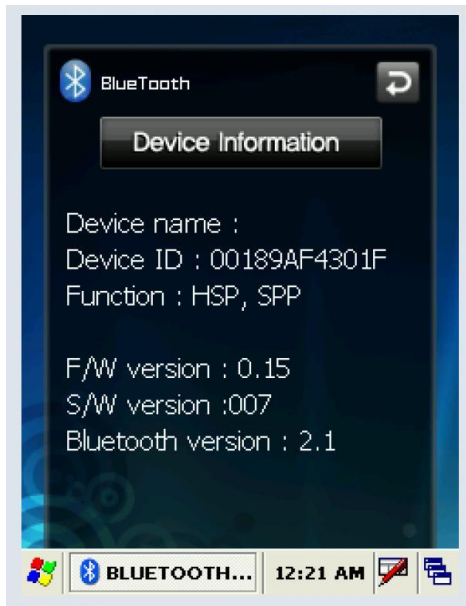 BlueTooth
Device Information
Device name :
Device ID : 00189AF4301F
Function : HSP, SPP
F/W version : 0.15
S/W version :007
Bluetooth version : 2.1
BLUETOOTH... 12:21 AM